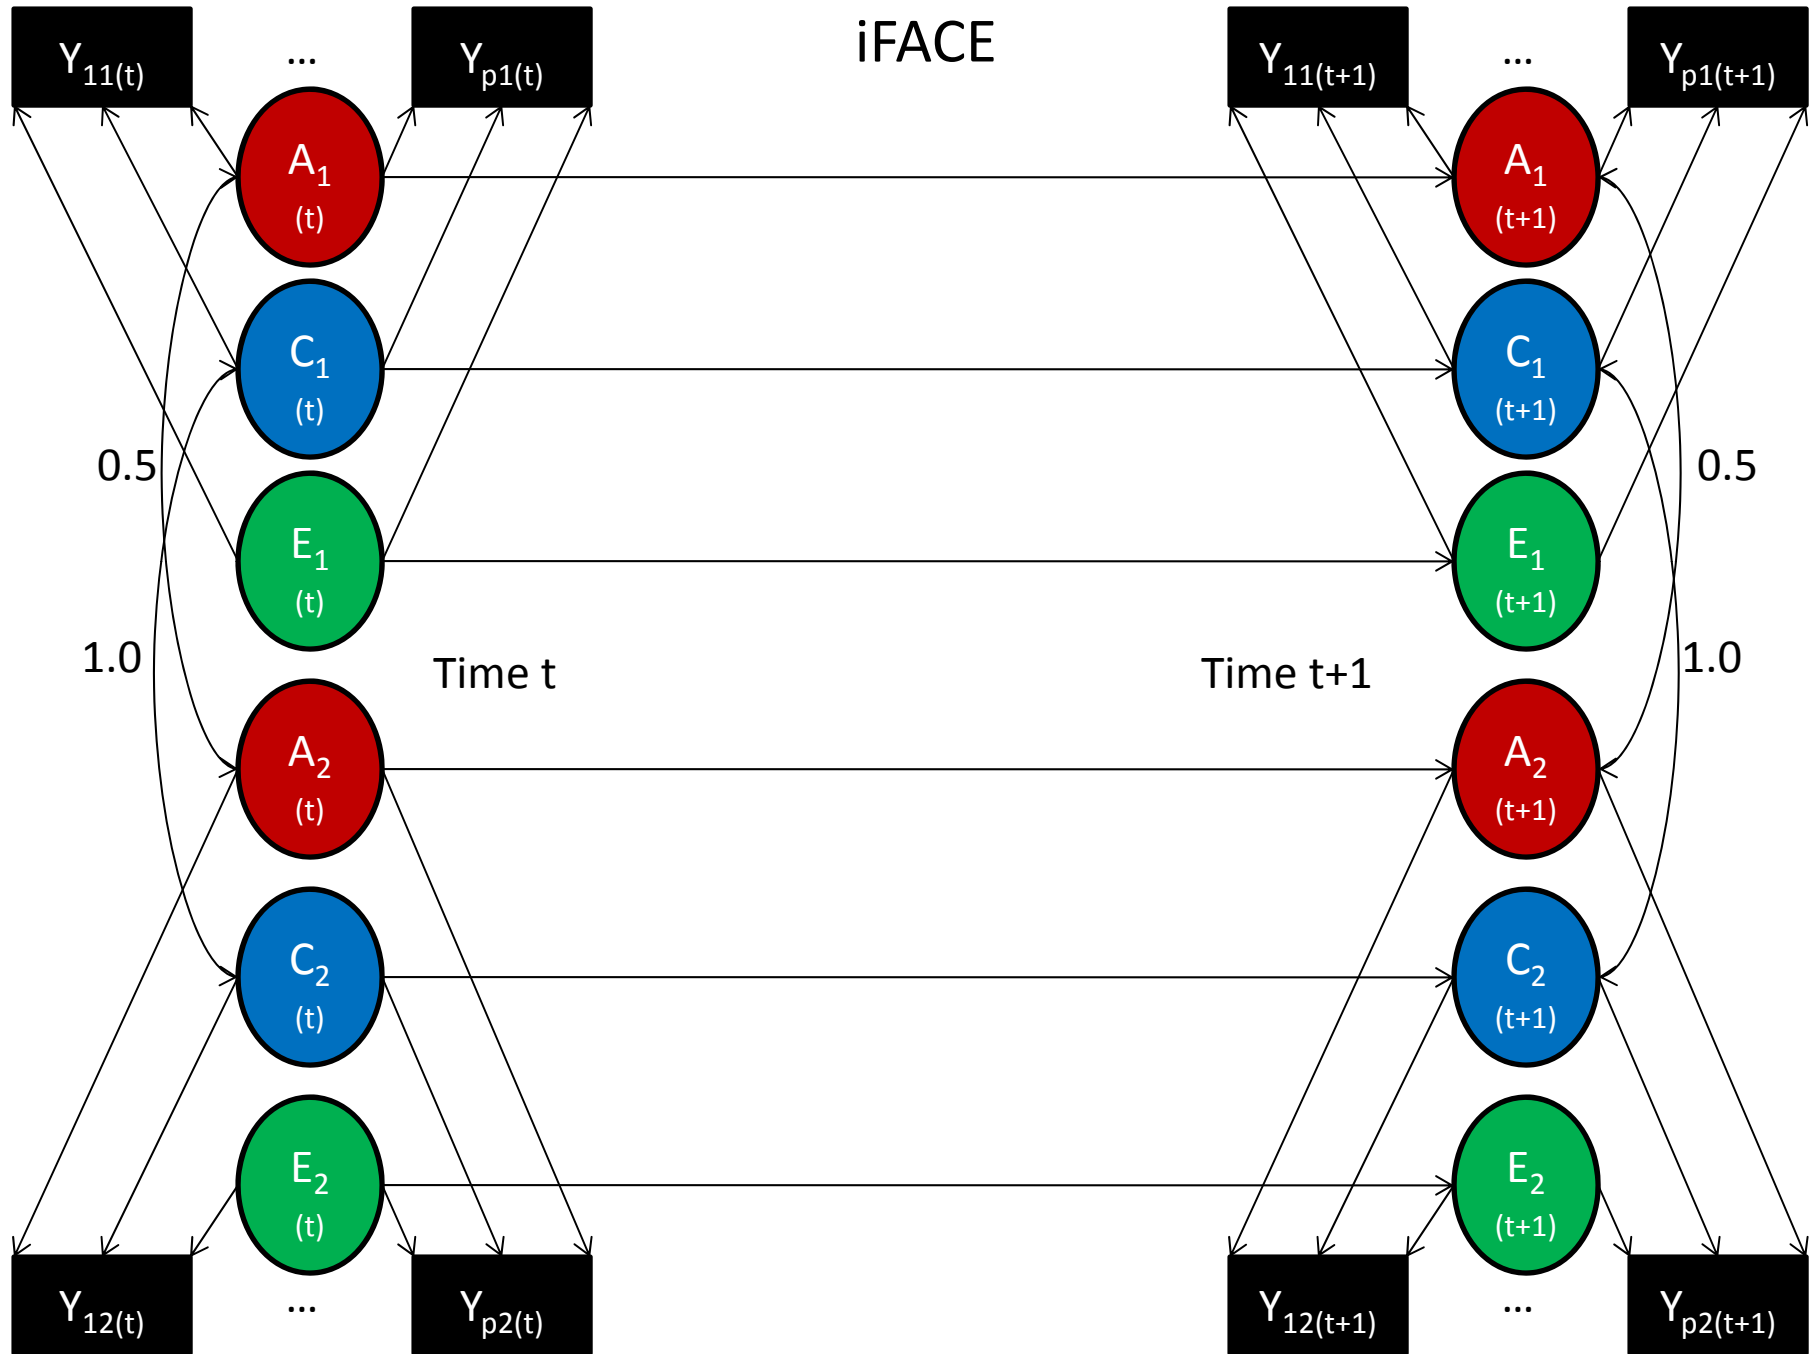 iFACE
Y11(t) ... Yp1(t) Y11(t+1) ... Yp1(t+1)
A1 A1
(t) (t+1)
C1 C1
(t) (t+1)
0.5 0.5
E1 E1
(t) (t+1)
1.0 Time t Time t+1 1.0
A2 A2
(t) (t+1)
C2 C2
(t) (t+1)
E2 E2
(t) (t+1)
Y12(t) ... Yp2(t) Y12(t+1) ... Yp2(t+1)